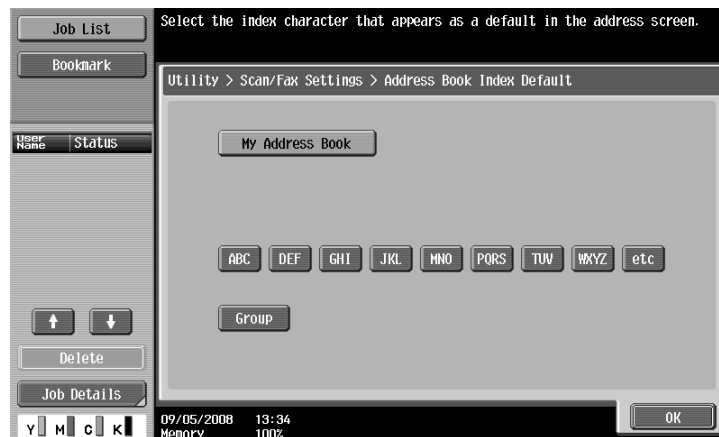 Job List
Select the index character that appears as a default in the address screen.
Bookmark
Utility > Scan/Fax Settings > Address Book Index Default
User Name
Status
My Address Book
ABC DEF GHI JKL MNO PQRS TUV WXYZ etc
Group
Delete
Job Details
OK
Y M C K
09/05/2008 13:34
Memory 100%